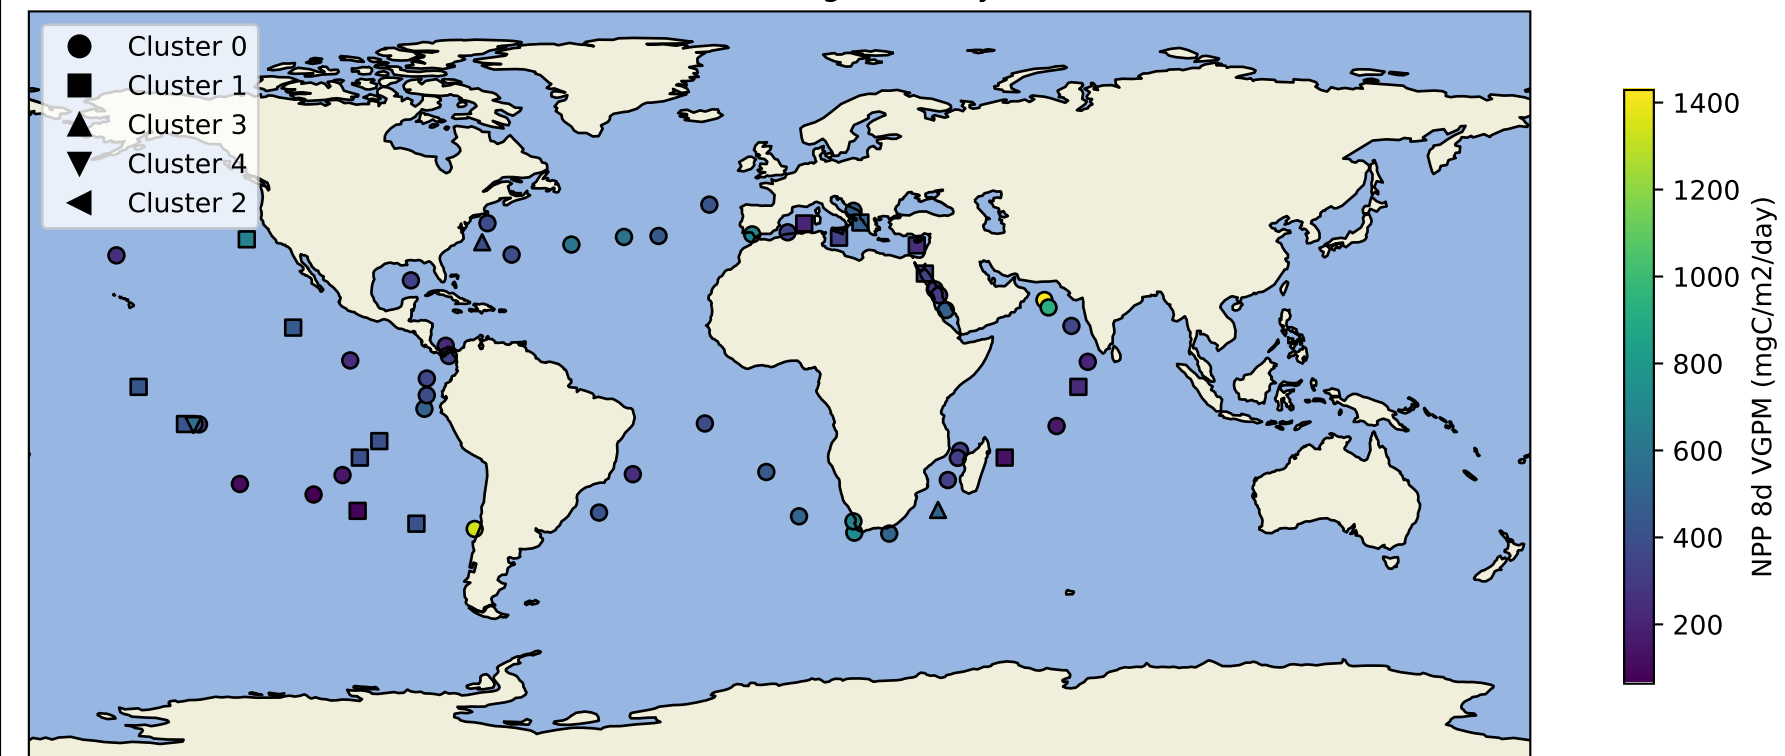 Cluster 0
Cluster 1
Cluster 3
Cluster 4
Cluster 2
1400
1200
1000
800
600
400
200
NPP 8d VGPM (mgC/m2/day)